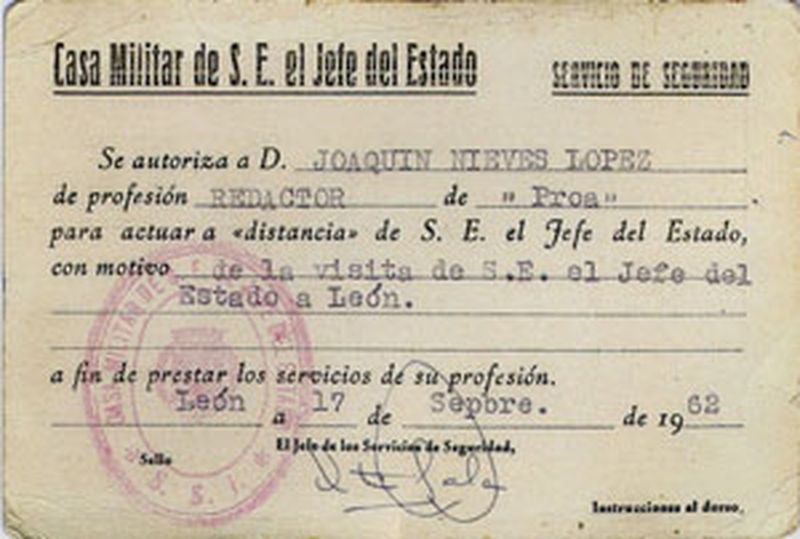 Casa Militar de S. E. el Jefe del Estado
SERVICIO DE SEGURIDAD
Se autoriza a D. JOAQUIN NIEVES LOPEZ
de profesión REDACTOR de "Proa"
para actuar a «distancia» de S. E. el Jefe del Estado,
con motivo de la visita de S.E. el Jefe del
Estado a León.
a fin de prestar los servicios de su profesión.
León a 17 de Sepbre. de 1962
El Jefe de los Servicios de Seguridad,
Sello
S. S. I.
Instrucciones al dorso.